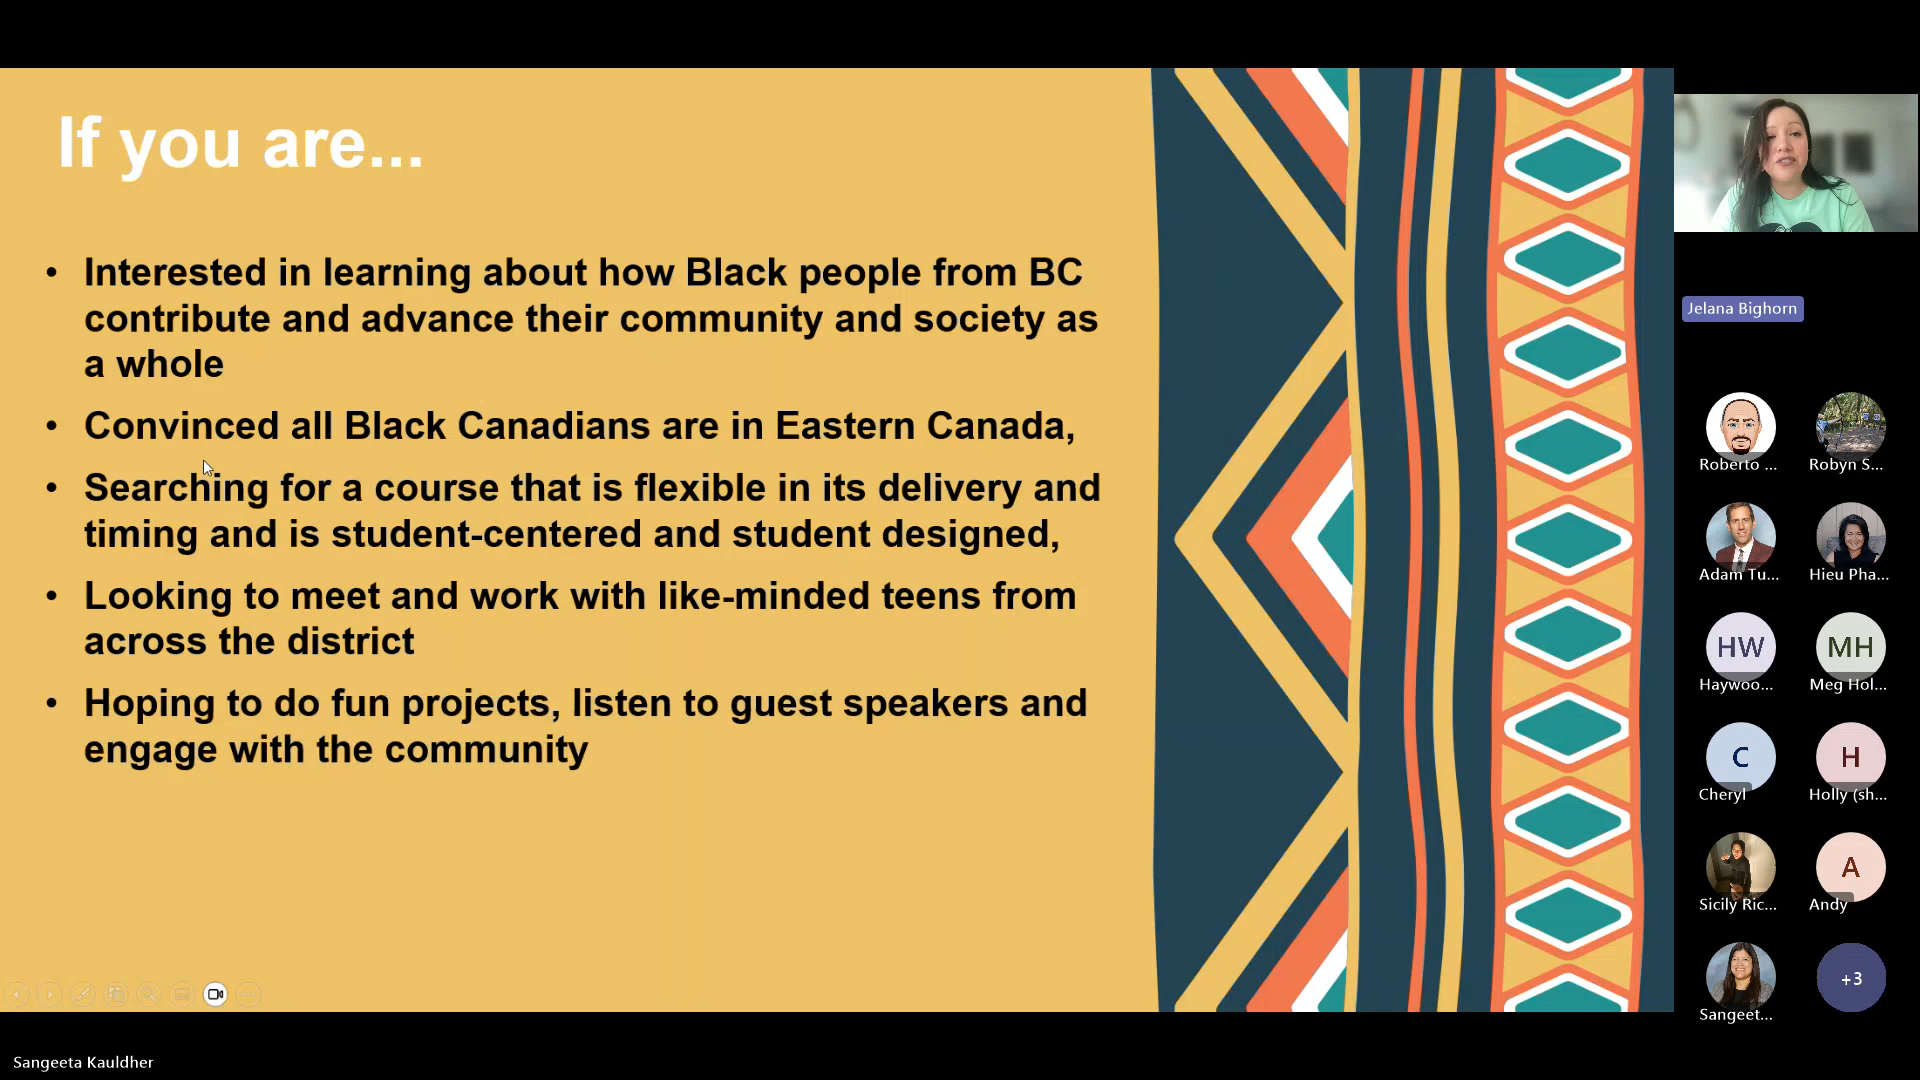 If you are...
• Interested in learning about how Black people from BC
contribute and advance their community and society as
a whole
• Convinced all Black Canadians are in Eastern Canada,
• Searching for a course that is flexible in its delivery and
timing and is student-centered and student designed,
• Looking to meet and work with like-minded teens from
across the district
• Hoping to do fun projects, listen to guest speakers and
engage with the community
Jelana Bighorn
Roberto ...
Robyn S...
Adam Tu...
Hieu Pha...
HW
Haywoo...
MH
Meg Hol...
C
Cheryl
H
Holly (sh...
Sicily Ric...
A
Andy
Sangeet...
+3
Sangeeta Kauldher